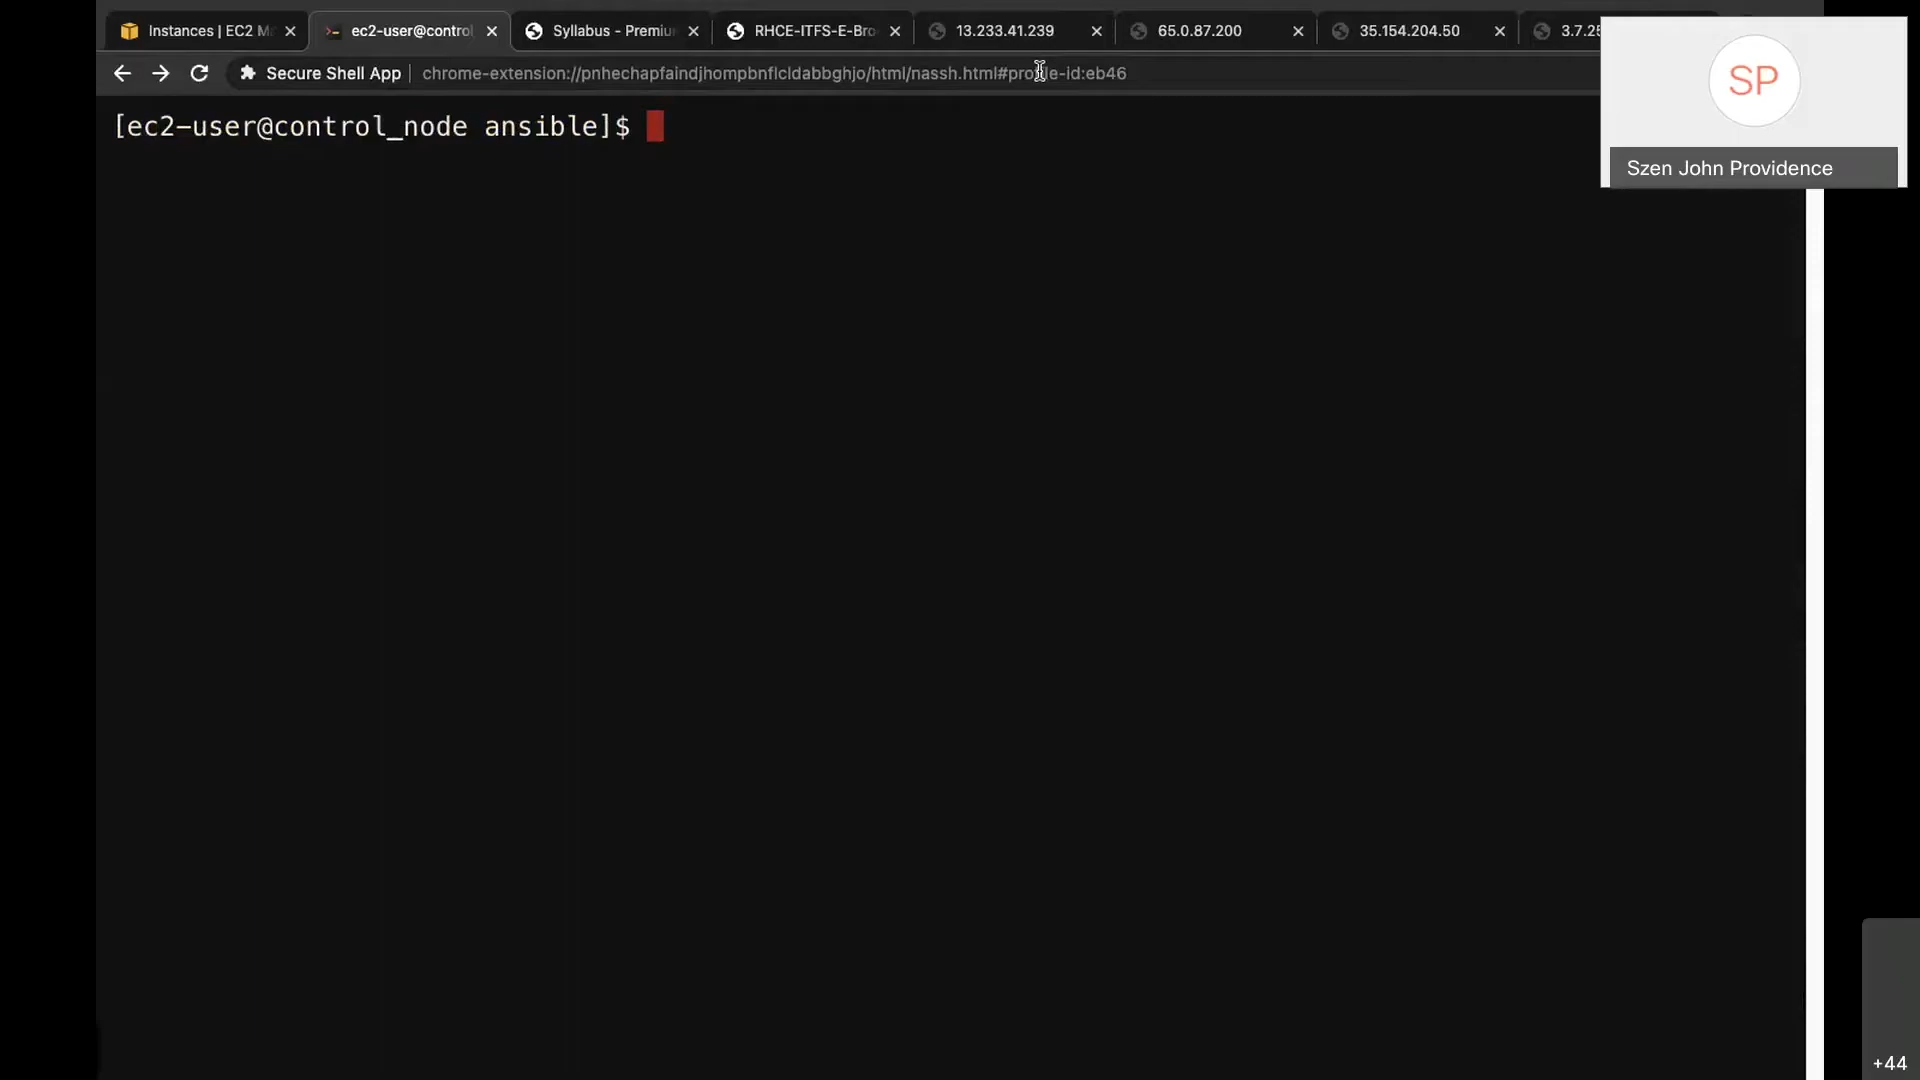 Instances | EC2 M
ec2-user@control
Syllabus - Premiu
RHCE-ITFS-E-Bro
13.233.41.239
65.0.87.200
35.154.204.50
3.7.25
Secure Shell App
chrome-extension://pnhechapfaindjhompbnflcldabbghjo/html/nassh.html#profile-id:eb46
[ec2-user@control_node ansible]$
SP
Szen John Providence
+44